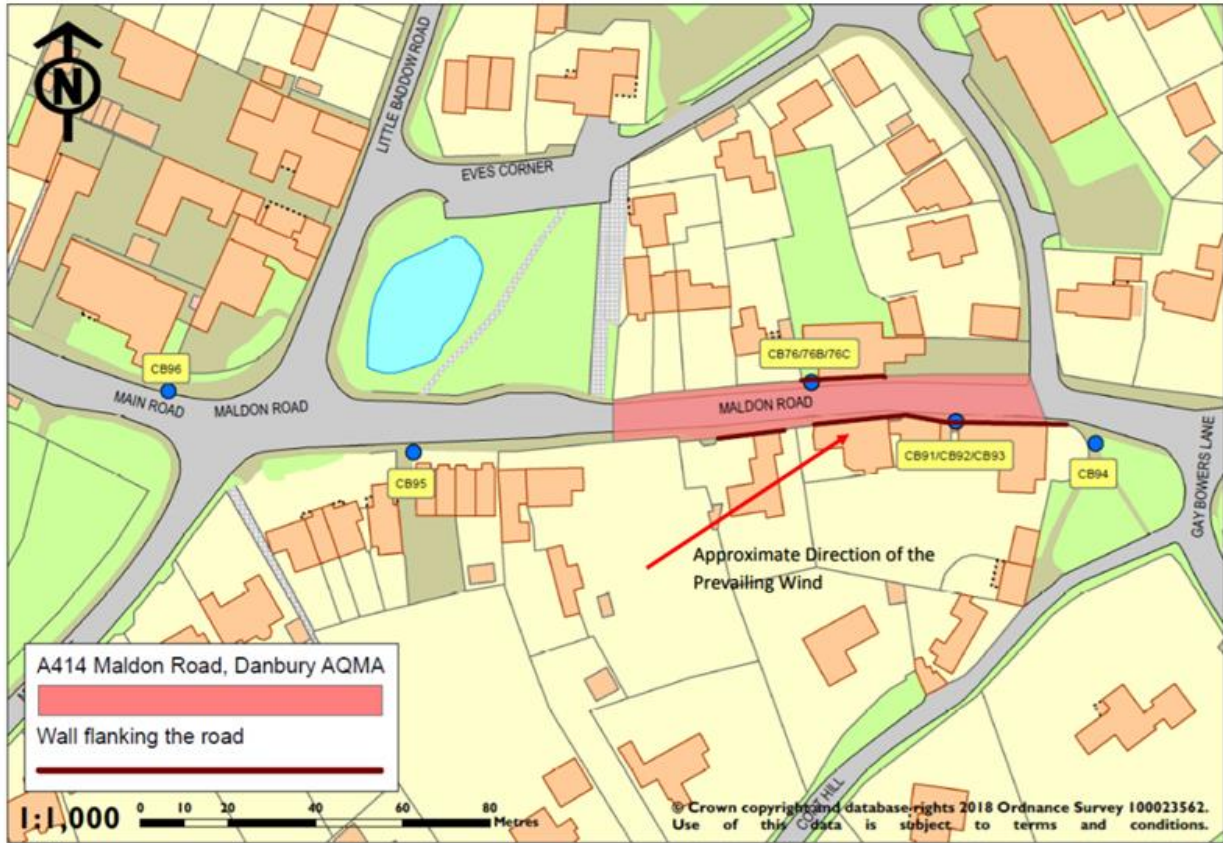 N
LITTLE BADDOW ROAD
EVES CORNER
CB96
MAIN ROAD
MALDON ROAD
CB76/76B/76C
MALDON ROAD
CB95
CB91/CB92/CB93
CB94
GAY BOWERS LANE
Approximate Direction of the
Prevailing Wind
A414 Maldon Road, Danbury AQMA
Wall flanking the road
1:1,000
0 10 20 40 60 80
Metres
HILL
© Crown copyright and database rights 2018 Ordnance Survey 100023562.
Use of this data is subject to terms and conditions.